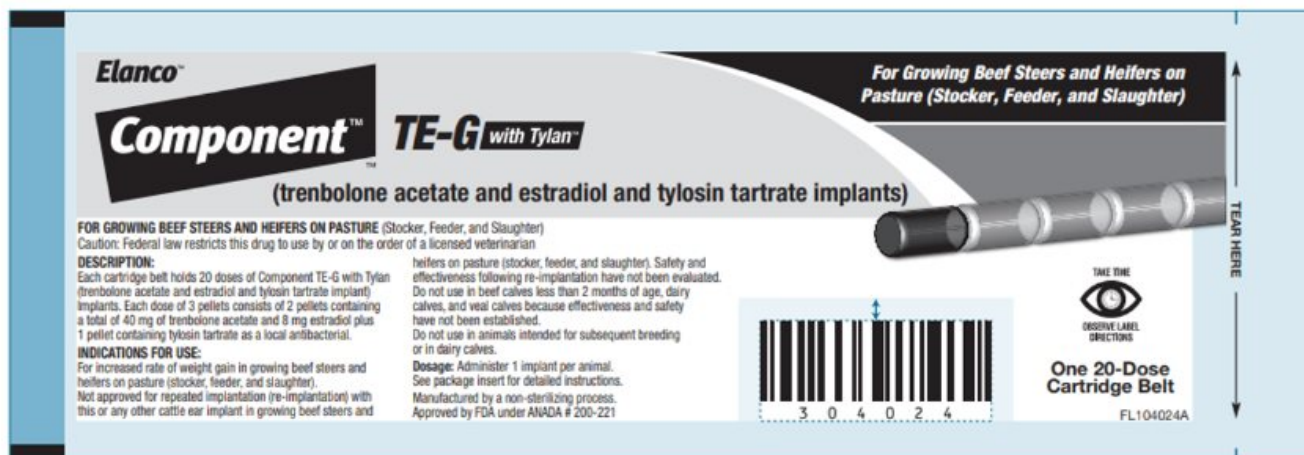 Elanco™
Component™
™
TE-G with Tylan™
For Growing Beef Steers and Heifers on
Pasture (Stocker, Feeder, and Slaughter)
(trenbolone acetate and estradiol and tylosin tartrate implants)
FOR GROWING BEEF STEERS AND HEIFERS ON PASTURE (Stocker, Feeder, and Slaughter)
Caution: Federal law restricts this drug to use by or on the order of a licensed veterinarian
DESCRIPTION:
Each cartridge belt holds 20 doses of Component TE-G with Tylan
(trenbolone acetate and estradiol and tylosin tartrate implant)
Implants. Each dose of 3 pellets consists of 2 pellets containing
a total of 40 mg of trenbolone acetate and 8 mg estradiol plus
1 pellet containing tylosin tartrate as a local antibacterial.
INDICATIONS FOR USE:
For increased rate of weight gain in growing beef steers and
heifers on pasture (stocker, feeder, and slaughter).
Not approved for repeated implantation (re-implantation) with
this or any other cattle ear implant in growing beef steers and
heifers on pasture (stocker, feeder, and slaughter). Safety and
effectiveness following re-implantation have not been evaluated.
Do not use in beef calves less than 2 months of age, dairy
calves, and veal calves because effectiveness and safety
have not been established.
Do not use in animals intended for subsequent breeding
or in dairy calves.
Dosage: Administer 1 implant per animal.
See package insert for detailed instructions.
Manufactured by a non-sterilizing process.
Approved by FDA under ANADA # 200-221
304024
TAKE TIME
OBSERVE LABEL
DIRECTIONS
One 20-Dose
Cartridge Belt
FL104024A
TEAR HERE